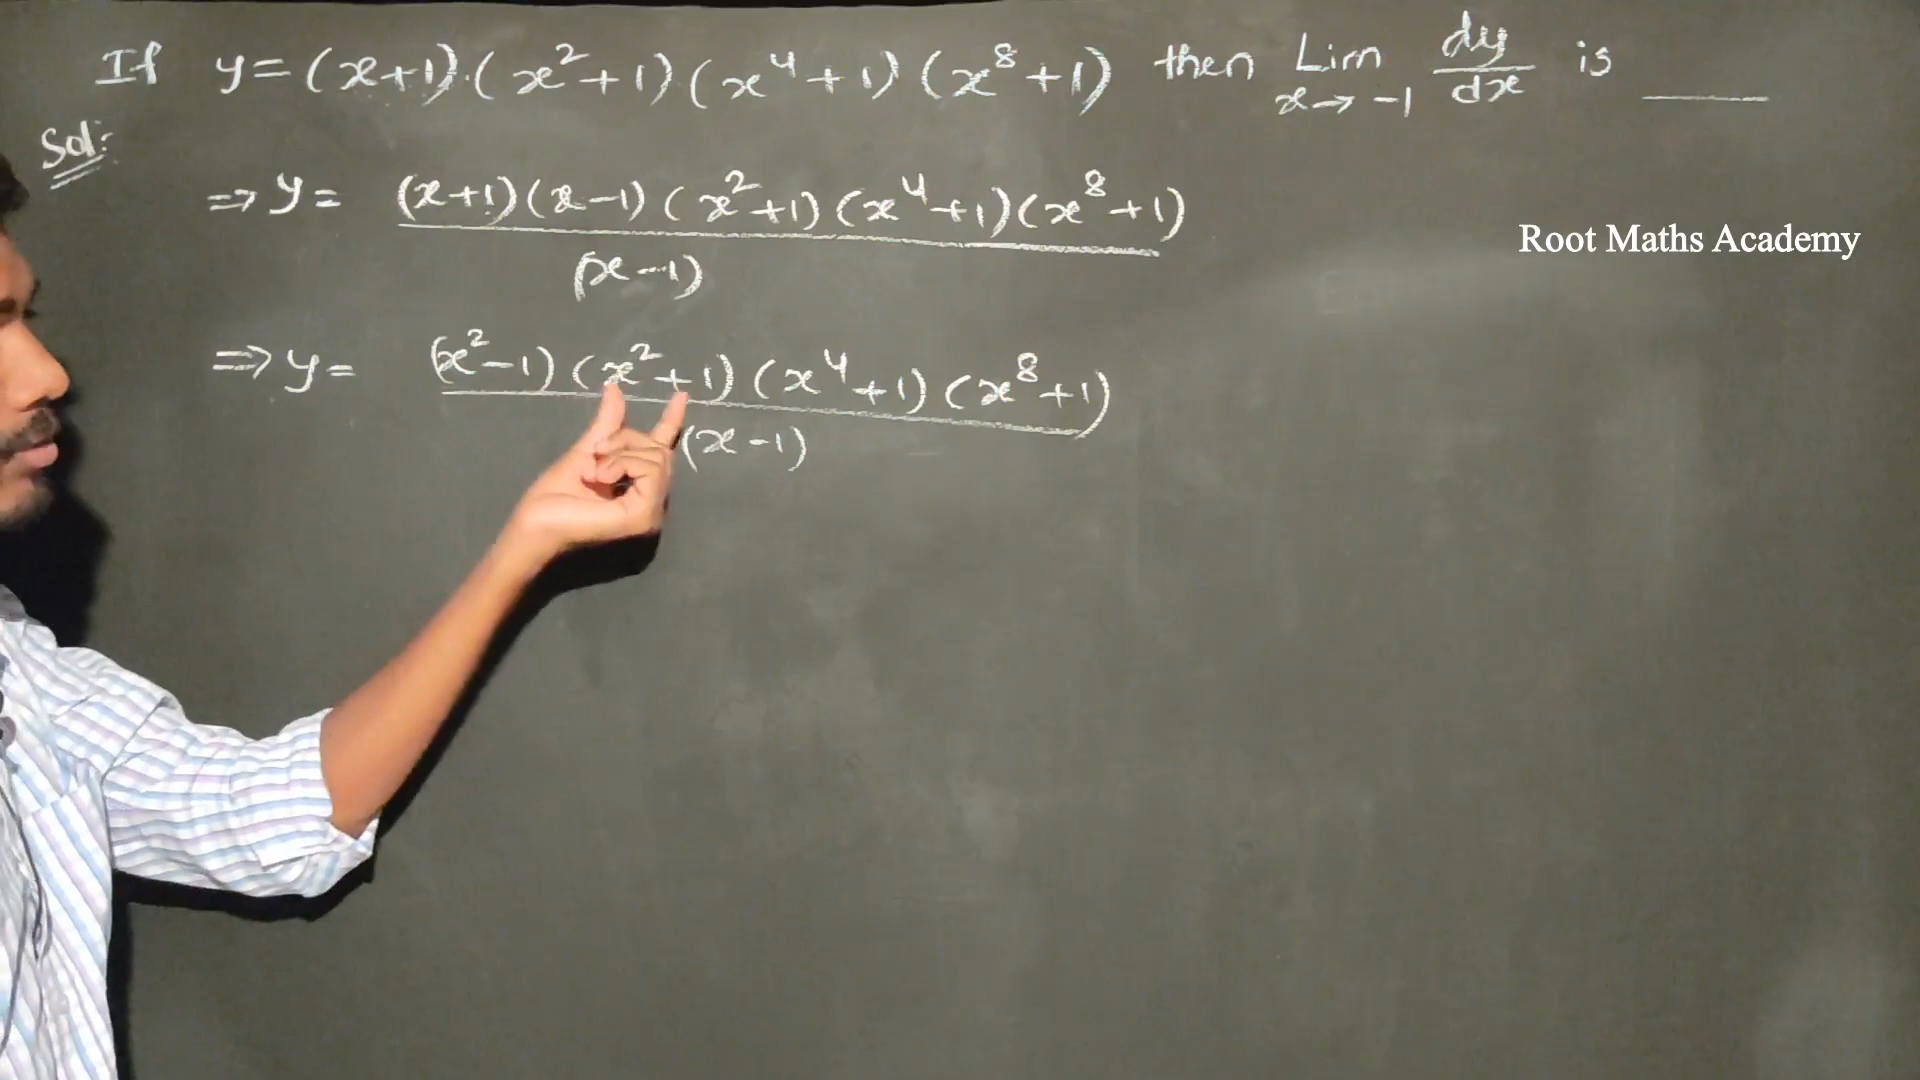 If y = (x+1).(x²+1)(x⁴+1)(x⁸+1) then Lim dy/dx is ____
x→ -1
Sol:
⇒ y = (x+1)(x-1)(x²+1)(x⁴+1)(x⁸+1)
(x-1)
Root Maths Academy
⇒ y = (x²-1)(x²+1)(x⁴+1)(x⁸+1)
(x-1)